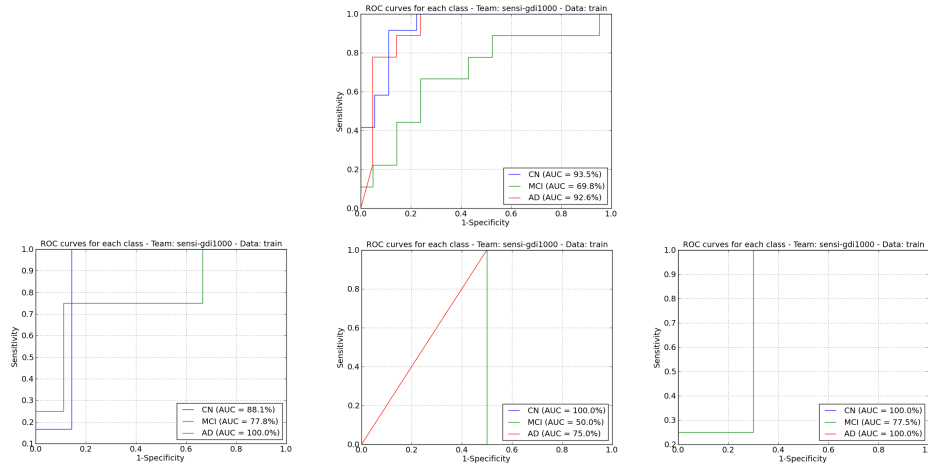 ROC curves for each class - Team: sensi-gdi1000 - Data: train
1.0
0.8
0.6
0.4
0.2
0.0
Sensitivity
CN (AUC = 93.5%)
MCI (AUC = 69.8%)
AD (AUC = 92.6%)
0.0 0.2 0.4 0.6 0.8 1.0
1-Specificity
ROC curves for each class - Team: sensi-gdi1000 - Data: train
1.0
0.9
0.8
0.7
0.6
0.5
0.4
0.3
0.2
0.1
Sensitivity
CN (AUC = 88.1%)
MCI (AUC = 77.8%)
AD (AUC = 100.0%)
0.0 0.2 0.4 0.6 0.8 1.0
1-Specificity
ROC curves for each class - Team: sensi-gdi1000 - Data: train
1.0
0.8
0.6
0.4
0.2
0.0
Sensitivity
CN (AUC = 100.0%)
MCI (AUC = 50.0%)
AD (AUC = 75.0%)
0.0 0.2 0.4 0.6 0.8 1.0
1-Specificity
ROC curves for each class - Team: sensi-gdi1000 - Data: train
1.0
0.9
0.8
0.7
0.6
0.5
0.4
0.3
0.2
Sensitivity
CN (AUC = 100.0%)
MCI (AUC = 77.5%)
AD (AUC = 100.0%)
0.0 0.2 0.4 0.6 0.8
1-Specificity